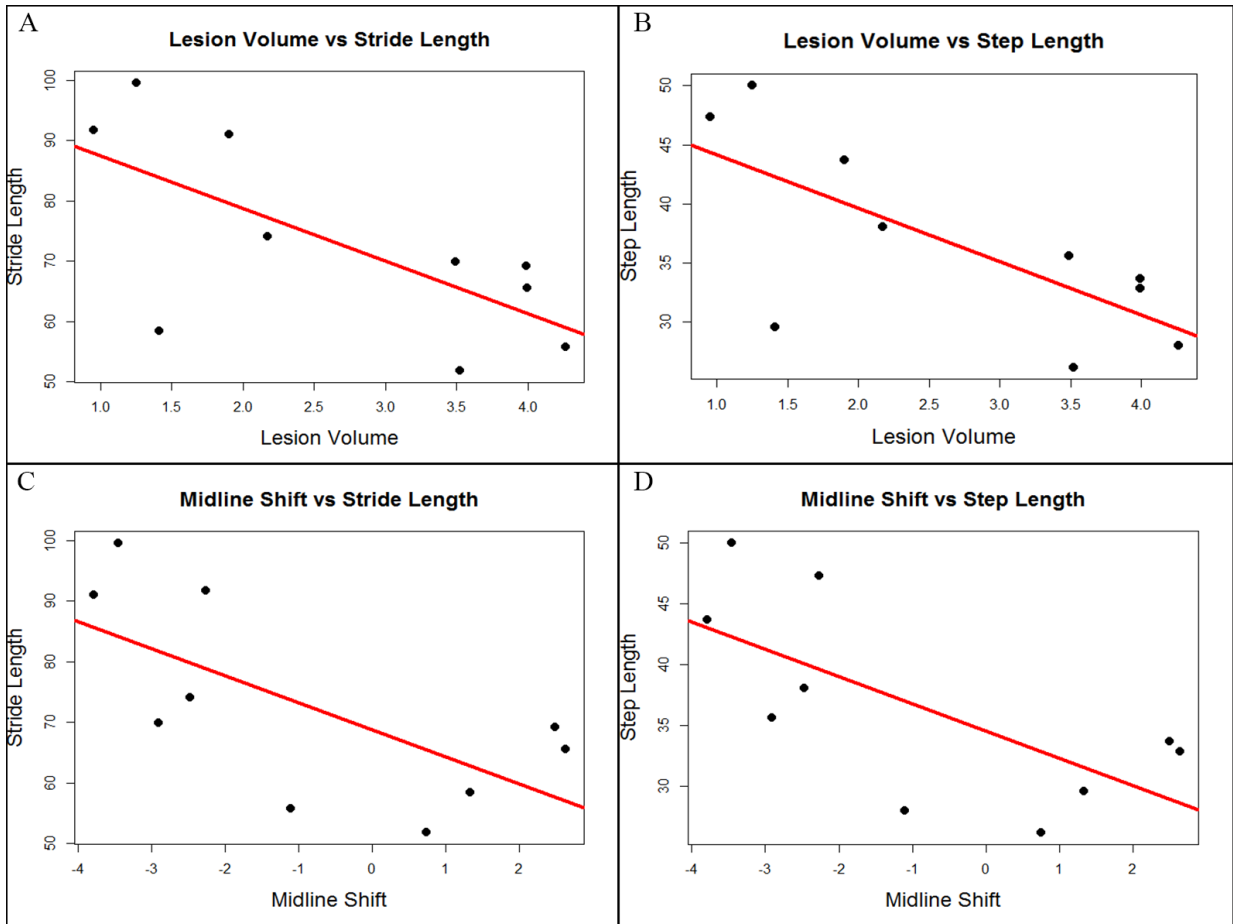 A
Lesion Volume vs Stride Length
Stride Length
100
90
80
70
60
50
1.0 1.5 2.0 2.5 3.0 3.5 4.0
Lesion Volume
B
Lesion Volume vs Step Length
Step Length
50
45
40
35
30
1.0 1.5 2.0 2.5 3.0 3.5 4.0
Lesion Volume
C
Midline Shift vs Stride Length
Stride Length
100
90
80
70
60
50
-4 -3 -2 -1 0 1 2
Midline Shift
D
Midline Shift vs Step Length
Step Length
50
45
40
35
30
-4 -3 -2 -1 0 1 2
Midline Shift